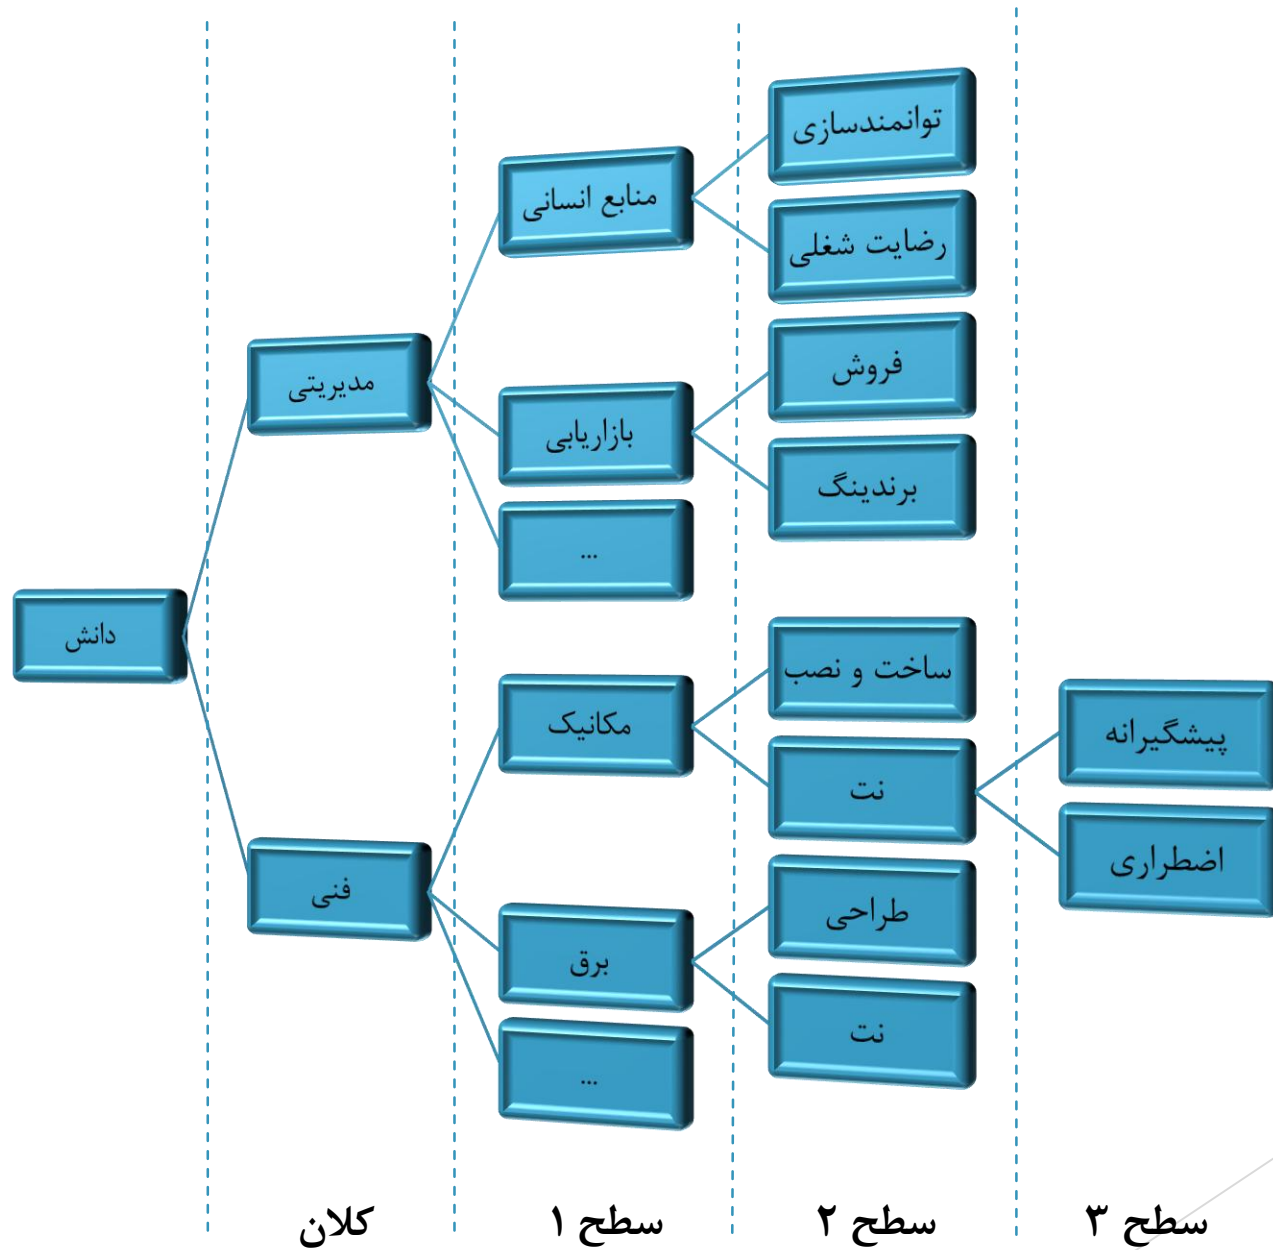 توانمندسازی
منابع انسانی
رضایت شغلی
مدیریتی
فروش
بازاریابی
برندینگ
...
دانش
ساخت و نصب
مکانیک
پیشگیرانه
نت
اضطراری
فنی
طراحی
برق
نت
...
کلان
سطح ۱
سطح ۲
سطح ۳